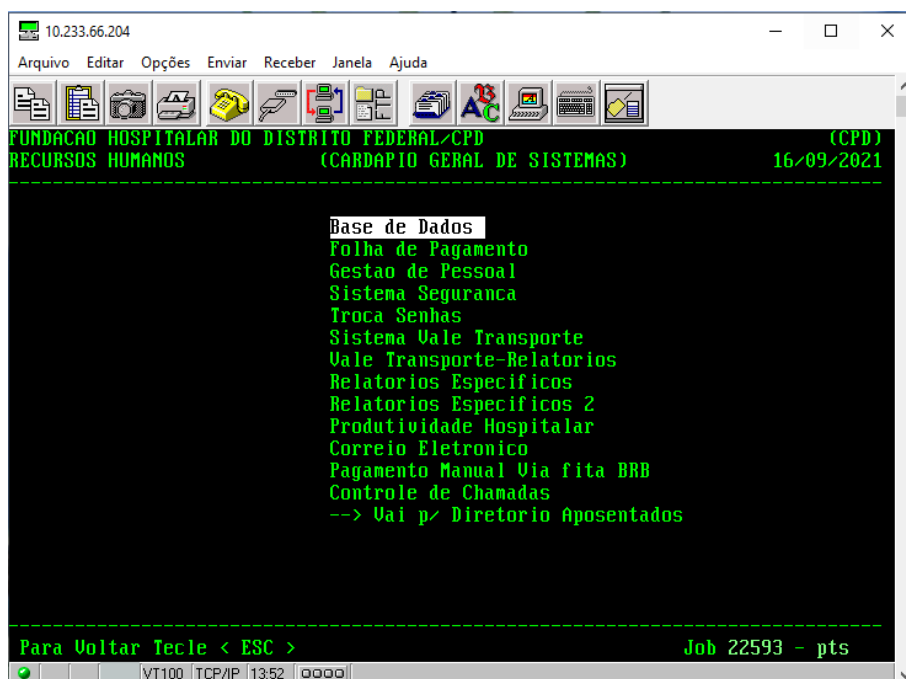 10.233.66.204
Arquivo Editar Opções Enviar Receber Janela Ajuda
FUNDACAO HOSPITALAR DO DISTRITO FEDERAL/CPD (CPD)
RECURSOS HUMANOS (CARDAPIO GERAL DE SISTEMAS) 16/09/2021
Base de Dados
Folha de Pagamento
Gestao de Pessoal
Sistema Seguranca
Troca Senhas
Sistema Vale Transporte
Vale Transporte-Relatorios
Relatorios Especificos
Relatorios Especificos 2
Produtividade Hospitalar
Correio Eletronico
Pagamento Manual Via fita BRB
Controle de Chamadas
--> Vai p/ Diretorio Aposentados
Para Voltar Tecle < ESC > Job 22593 - pts
VT100 TCP/IP 13:52